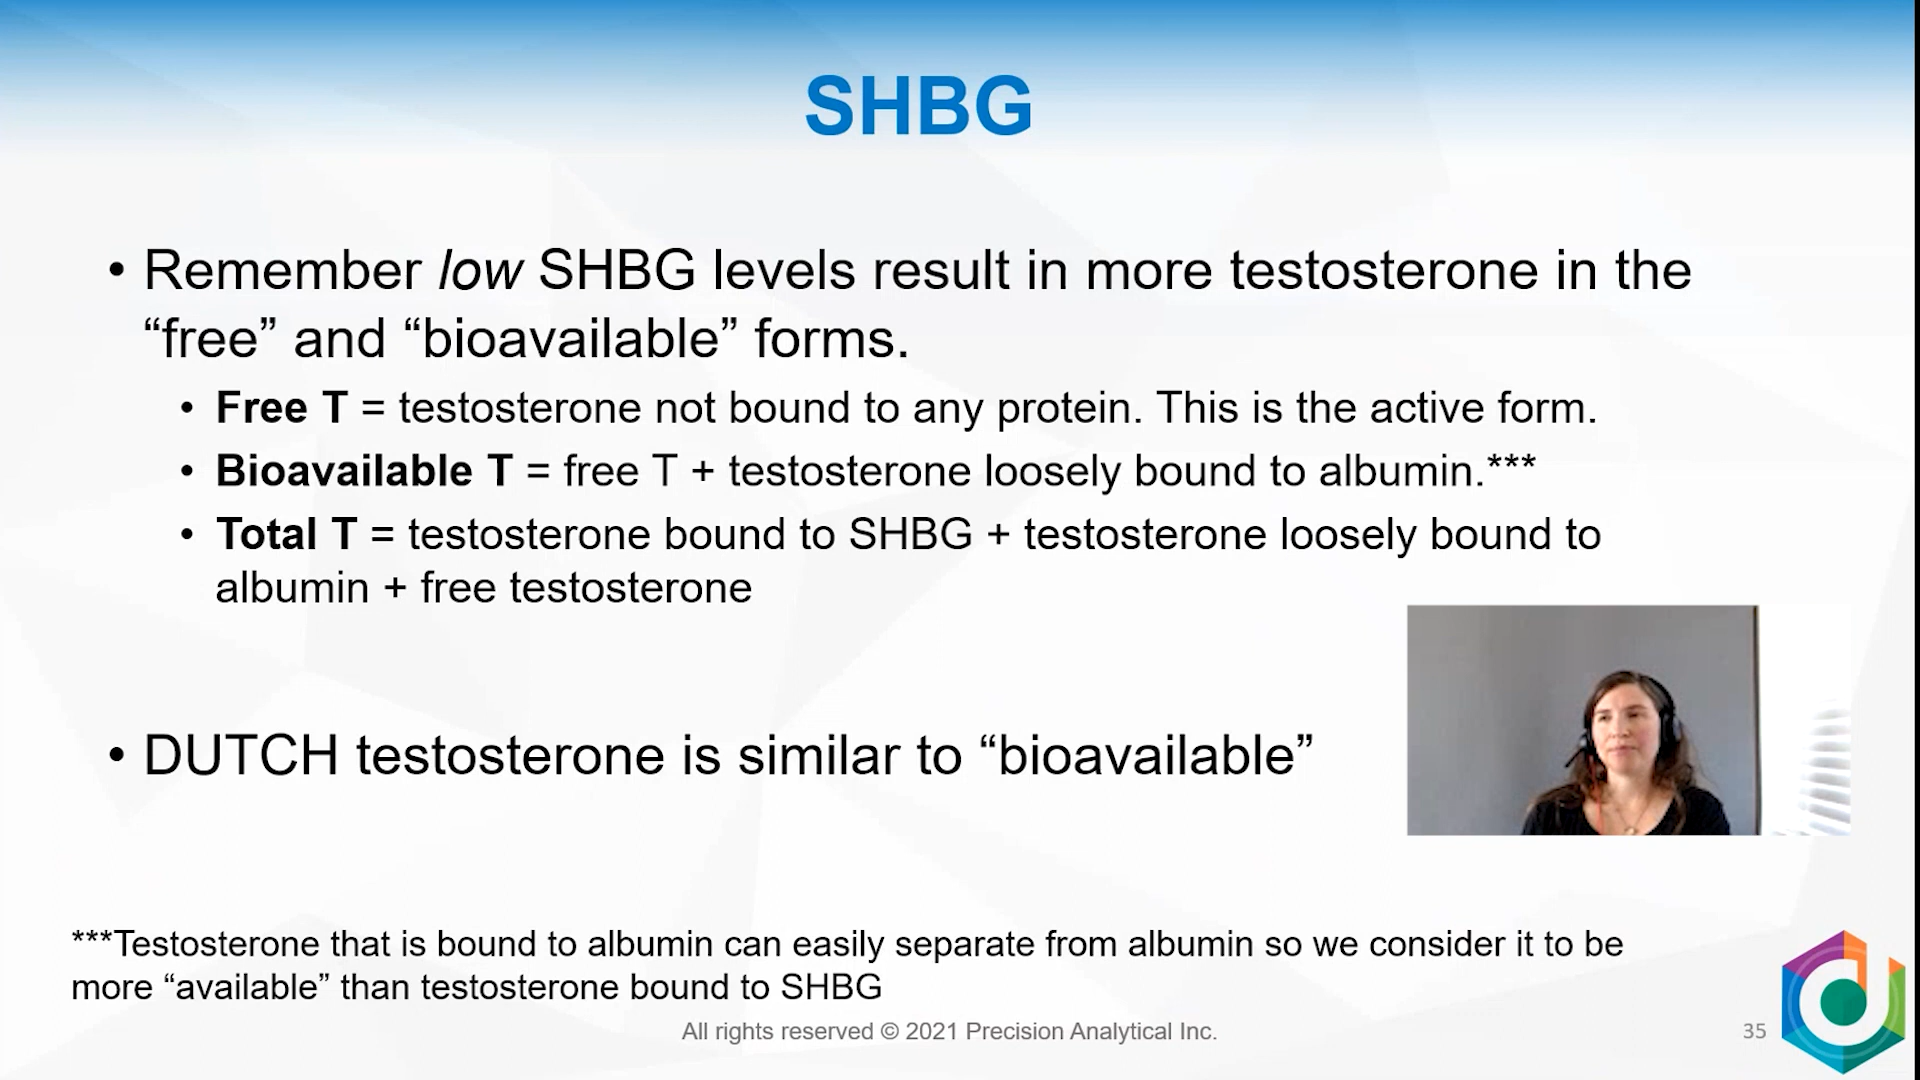 SHBG
• Remember low SHBG levels result in more testosterone in the
“free” and “bioavailable” forms.
• Free T = testosterone not bound to any protein. This is the active form.
• Bioavailable T = free T + testosterone loosely bound to albumin.***
• Total T = testosterone bound to SHBG + testosterone loosely bound to
albumin + free testosterone
• DUTCH testosterone is similar to “bioavailable”
***Testosterone that is bound to albumin can easily separate from albumin so we consider it to be
more “available” than testosterone bound to SHBG
All rights reserved © 2021 Precision Analytical Inc.
35